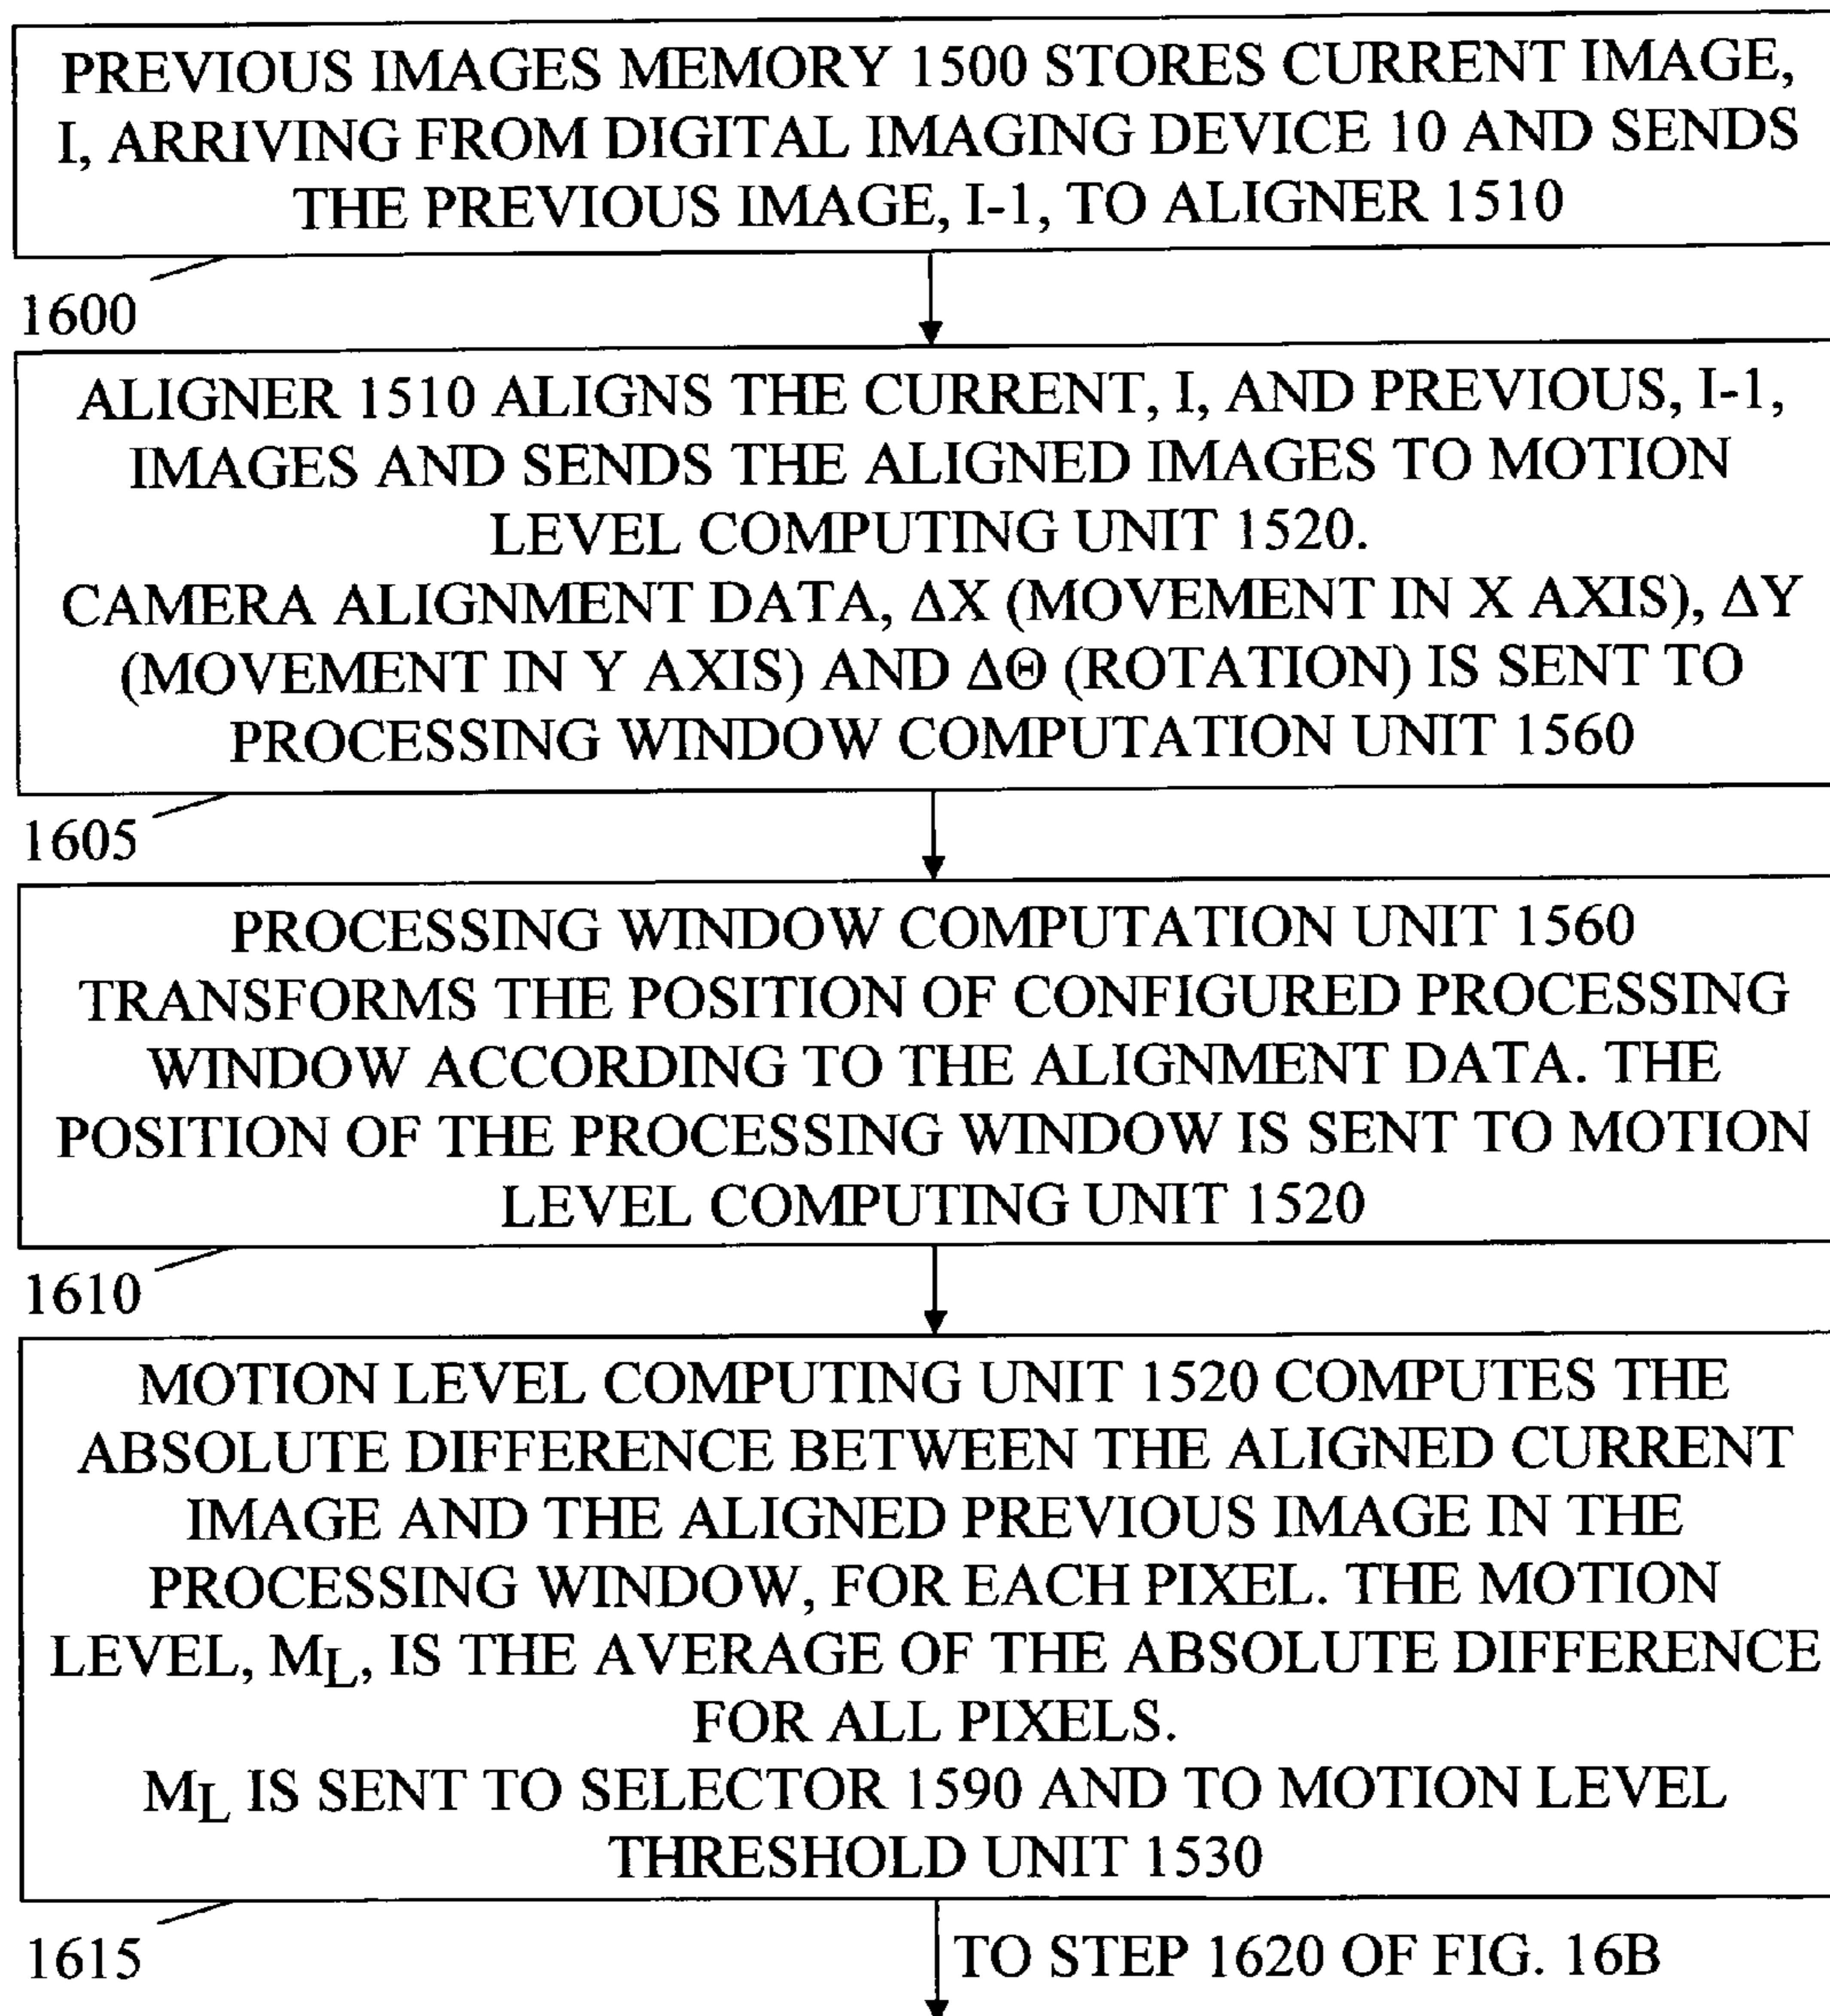 PREVIOUS IMAGES MEMORY 1500 STORES CURRENT IMAGE,
I, ARRIVING FROM DIGITAL IMAGING DEVICE 10 AND SENDS
THE PREVIOUS IMAGE, I-1, TO ALIGNER 1510
1600
ALIGNER 1510 ALIGNS THE CURRENT, I, AND PREVIOUS, I-1,
IMAGES AND SENDS THE ALIGNED IMAGES TO MOTION
LEVEL COMPUTING UNIT 1520.
CAMERA ALIGNMENT DATA, ΔX (MOVEMENT IN X AXIS), ΔY
(MOVEMENT IN Y AXIS) AND ΔΘ (ROTATION) IS SENT TO
PROCESSING WINDOW COMPUTATION UNIT 1560
1605
PROCESSING WINDOW COMPUTATION UNIT 1560
TRANSFORMS THE POSITION OF CONFIGURED PROCESSING
WINDOW ACCORDING TO THE ALIGNMENT DATA. THE
POSITION OF THE PROCESSING WINDOW IS SENT TO MOTION
LEVEL COMPUTING UNIT 1520
1610
MOTION LEVEL COMPUTING UNIT 1520 COMPUTES THE
ABSOLUTE DIFFERENCE BETWEEN THE ALIGNED CURRENT
IMAGE AND THE ALIGNED PREVIOUS IMAGE IN THE
PROCESSING WINDOW, FOR EACH PIXEL. THE MOTION
LEVEL, ML, IS THE AVERAGE OF THE ABSOLUTE DIFFERENCE
FOR ALL PIXELS.
ML IS SENT TO SELECTOR 1590 AND TO MOTION LEVEL
THRESHOLD UNIT 1530
1615
TO STEP 1620 OF FIG. 16B